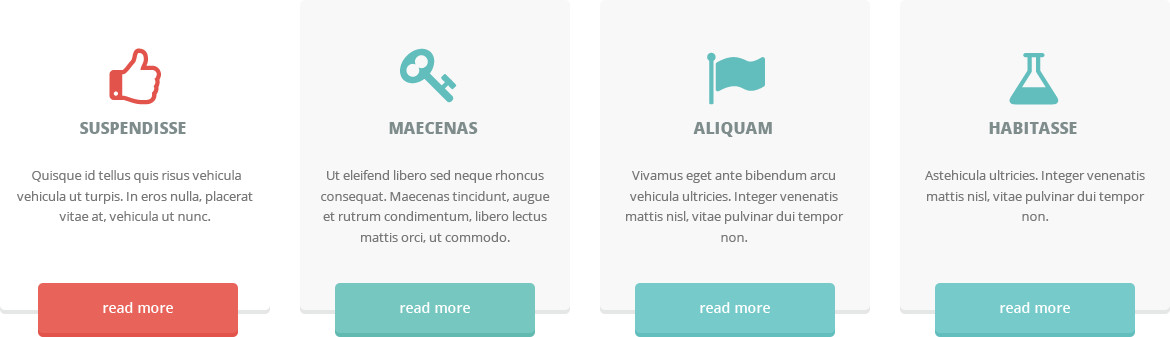 SUSPENDISSE
Quisque id tellus quis risus vehicula
vehicula ut turpis. In eros nulla, placerat
vitae at, vehicula ut nunc.
read more
MAECENAS
Ut eleifend libero sed neque rhoncus
consequat. Maecenas tincidunt, augue
et rutrum condimentum, libero lectus
mattis orci, ut commodo.
read more
ALIQUAM
Vivamus eget ante bibendum arcu
vehicula ultricies. Integer venenatis
mattis nisl, vitae pulvinar dui tempor
non.
read more
HABITASSE
Astehicula ultricies. Integer venenatis
mattis nisl, vitae pulvinar dui tempor
non.
read more